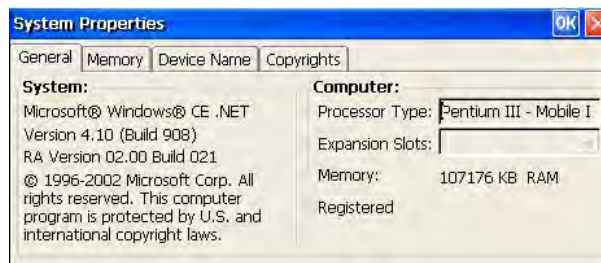 System Properties OK
General Memory Device Name Copyrights
System:
Microsoft® Windows® CE .NET
Version 4.10 (Build 908)
RA Version 02.00 Build 021
© 1996-2002 Microsoft Corp. All
rights reserved. This computer
program is protected by U.S. and
international copyright laws.
Computer:
Processor Type: Pentium III - Mobile I
Expansion Slots:
Memory: 107176 KB RAM
Registered